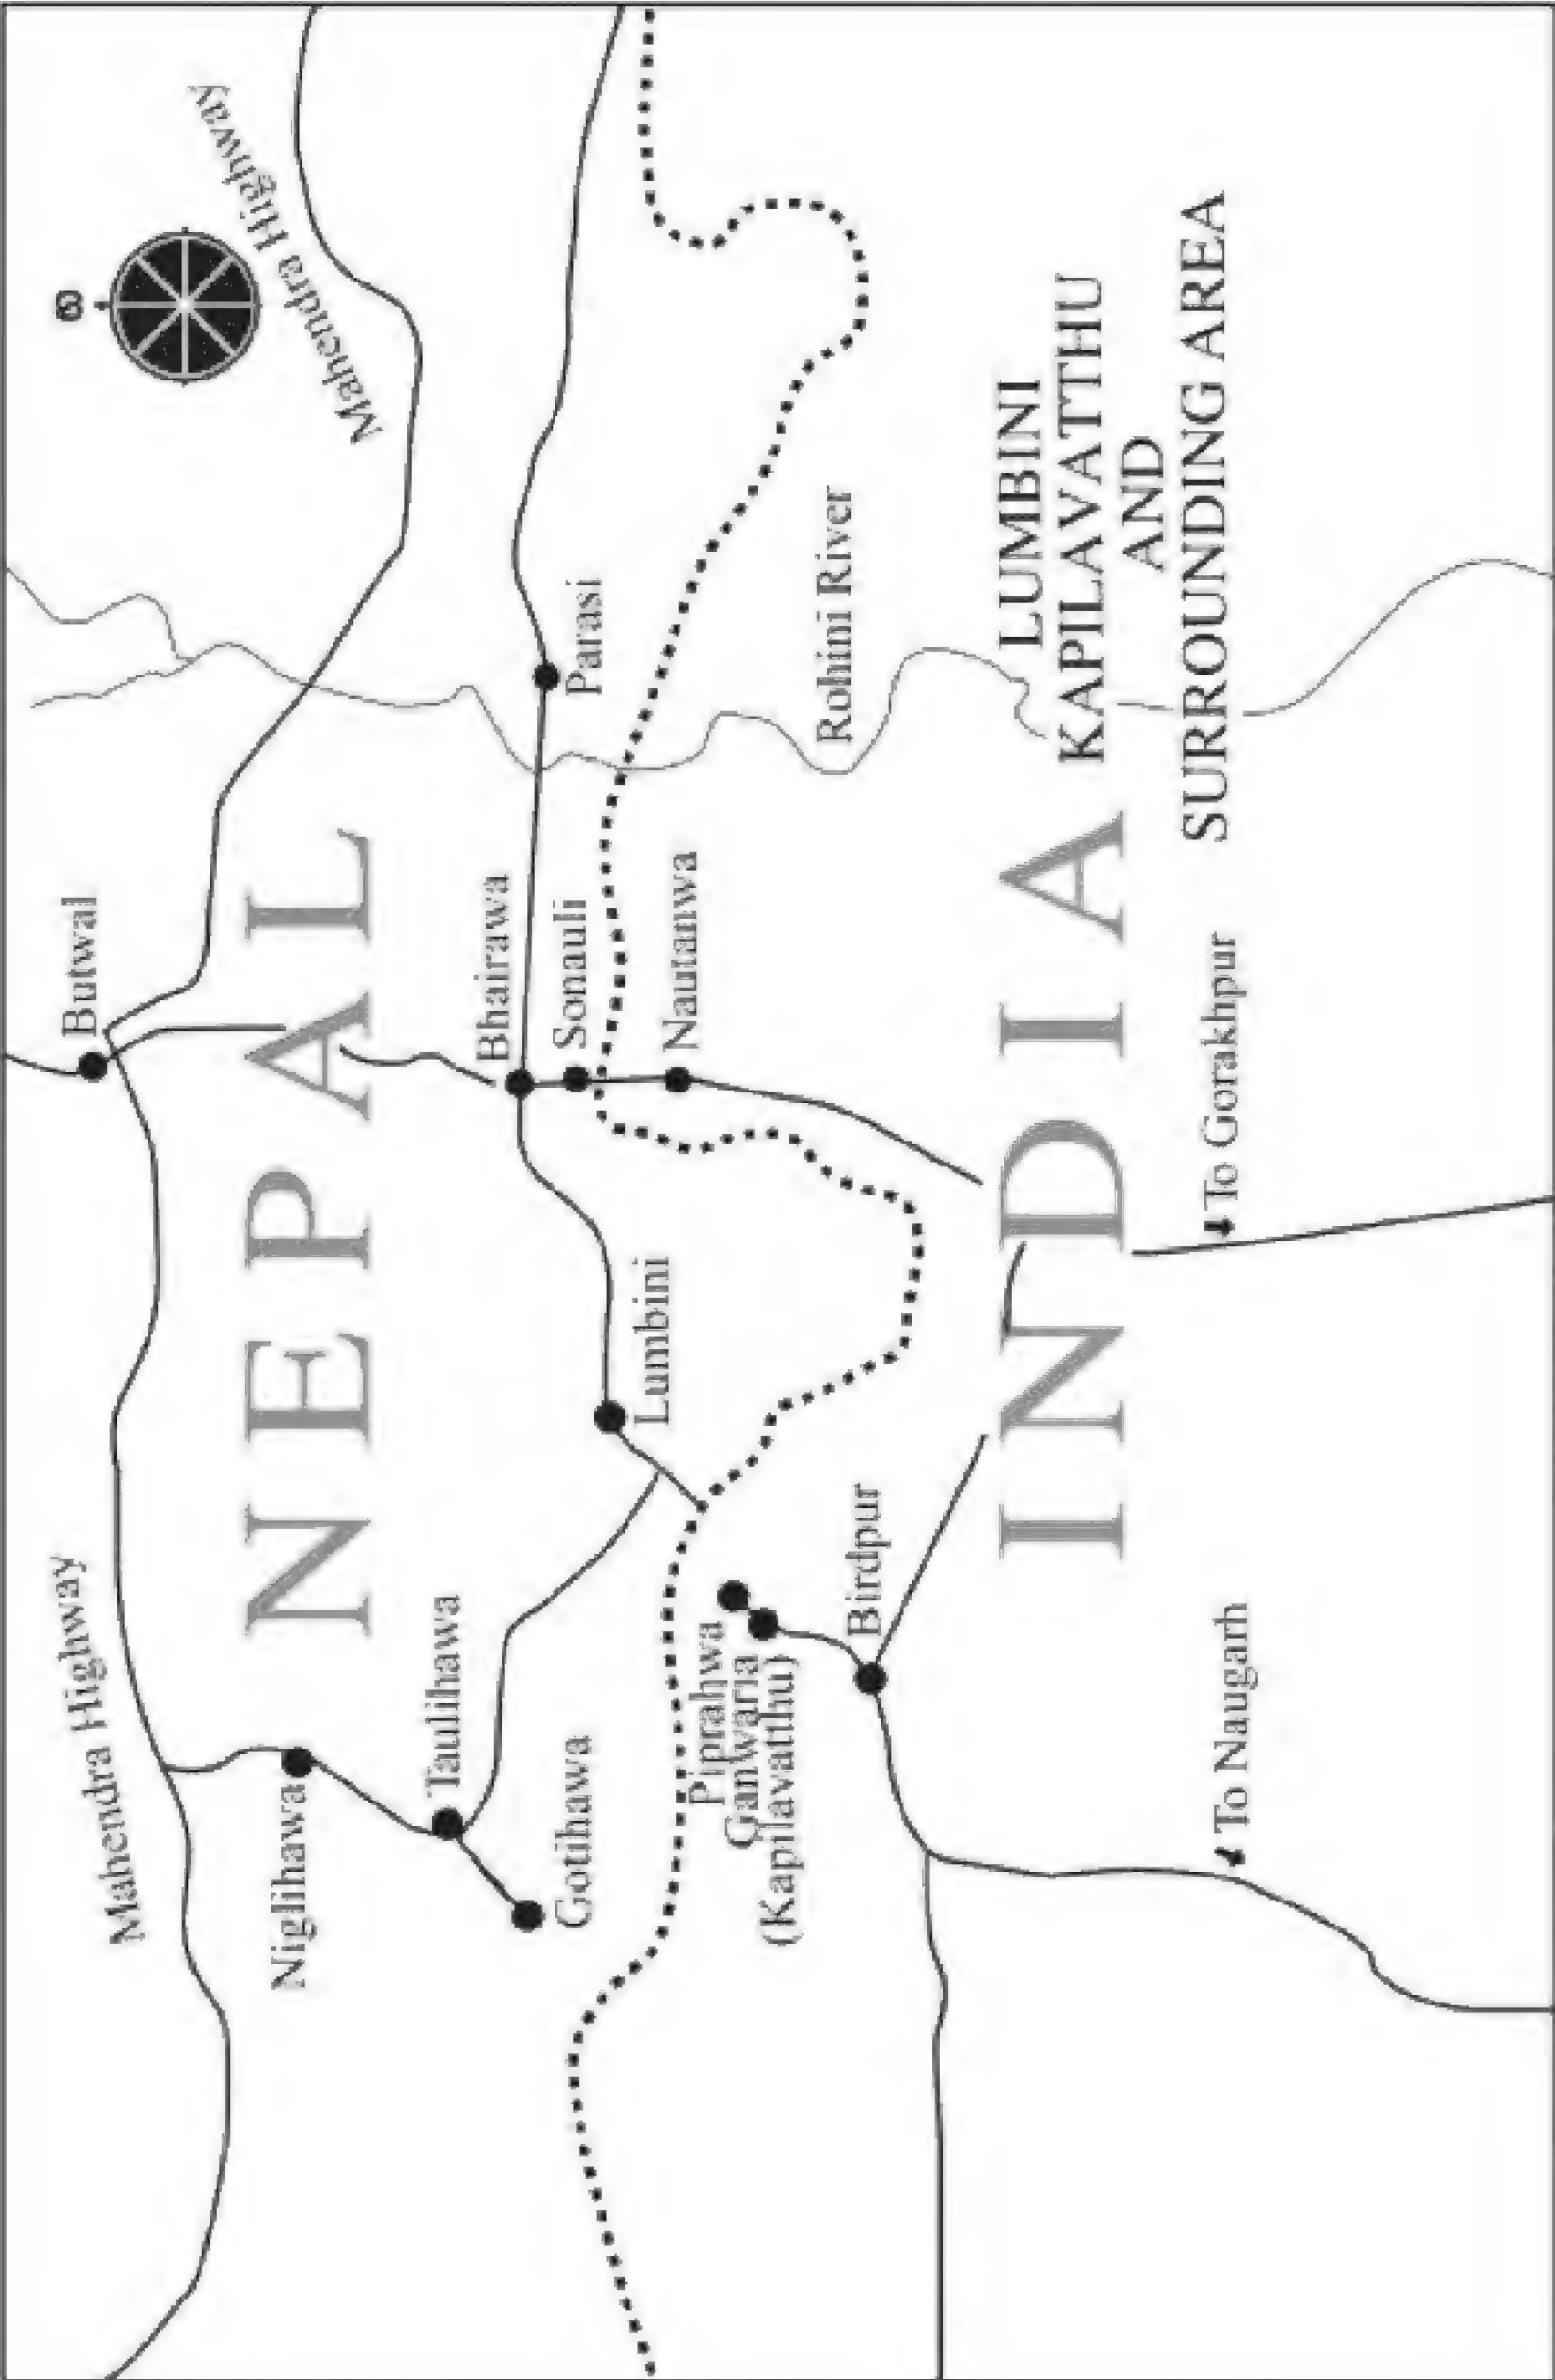 Mahendra Highway
Butwal
Mahendra Highway
NEPAL
Niglihawa
Taulihawa
Bhairawa
Gotihawa
Sonauli
Parasi
Lumbini
Nautanwa
Piprahwa
Ganwaria
(Kapilavatthu)
Birdpur
Rohini River
INDIA
LUMBINI
KAPILAVATTHU
AND
SURROUNDING AREA
To Naugarh
To Gorakhpur